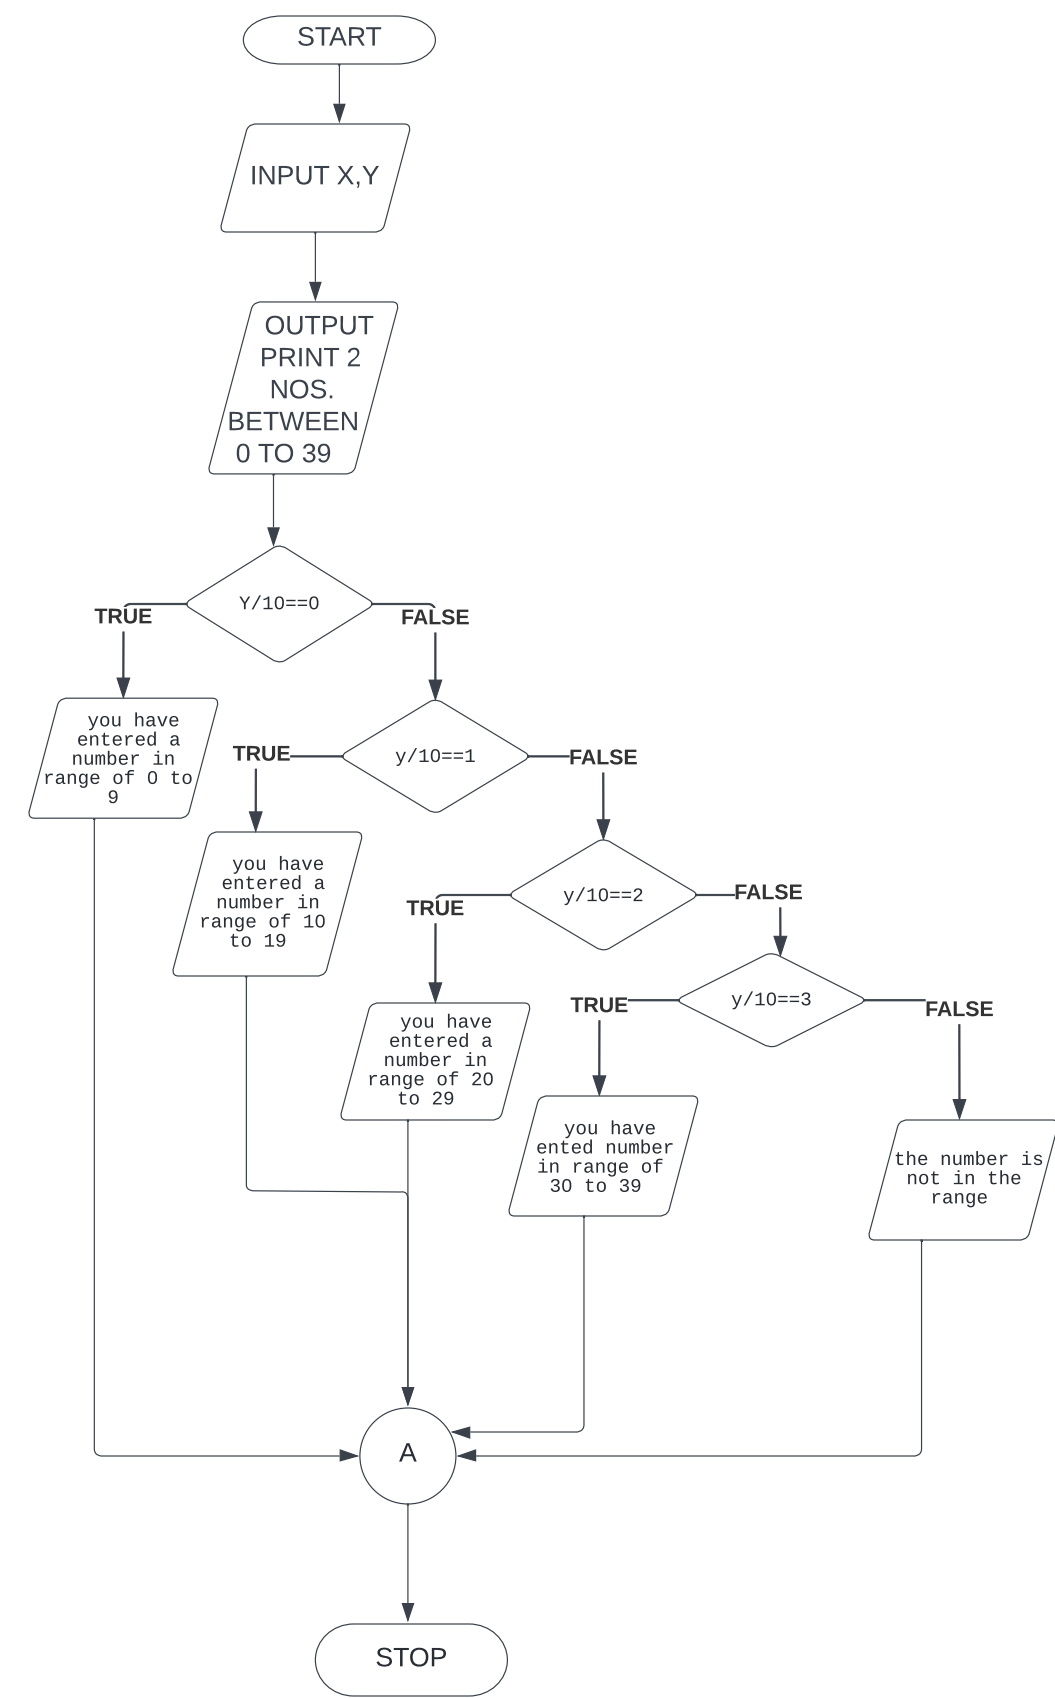 START
INPUT X,Y
OUTPUT
PRINT 2
NOS.
BETWEEN
0 TO 39
Y/10==0
TRUE
FALSE
you have
entered a
number in
range of 0 to
9
y/10==1
TRUE
FALSE
you have
entered a
number in
range of 10
to 19
y/10==2
TRUE
FALSE
you have
entered a
number in
range of 20
to 29
y/10==3
TRUE
FALSE
you have
ented number
in range of
30 to 39
the number is
not in the
range
A
STOP